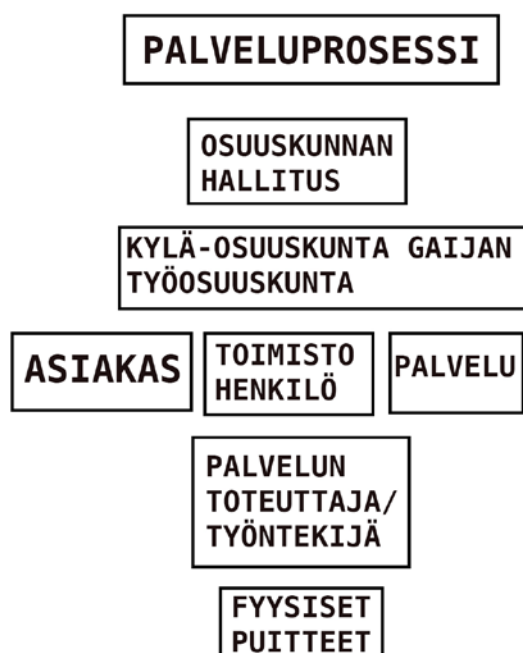 PALVELUPROSESSI
OSUUSKUNNAN
HALLITUS
KYLÄ-OSUUSKUNTA GAIJAN
TYÖOSUUSKUNTA
ASIAKAS
TOIMISTO
HENKILÖ
PALVELU
PALVELUN
TOTEUTTAJA/
TYÖNTEKIJÄ
FYYSISET
PUITTEET